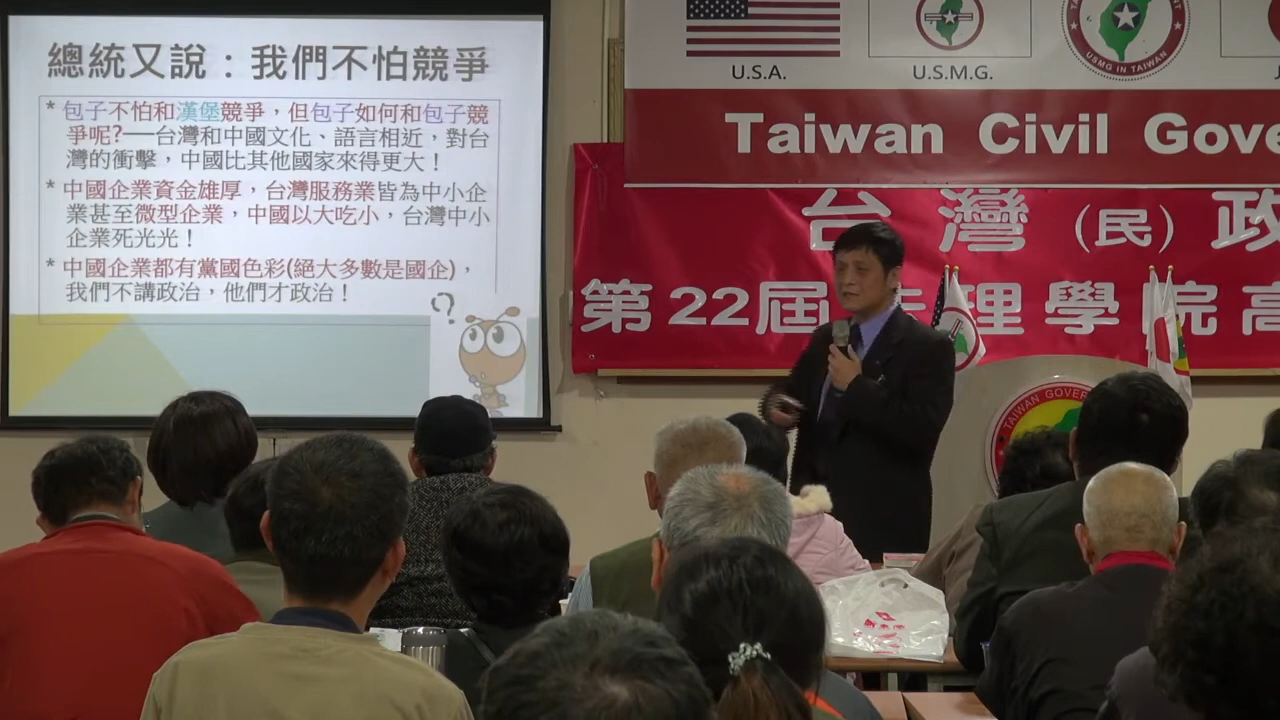 總統又說：我們不怕競爭
* 包子不怕和漢堡競爭，但包子如何和包子競
爭呢?──台灣和中國文化、語言相近，對台
灣的衝擊，中國比其他國家來得更大！
* 中國企業資金雄厚，台灣服務業皆為中小企
業甚至微型企業，中國以大吃小，台灣中小
企業死光光！
* 中國企業都有黨國色彩(絕大多數是國企)，
我們不講政治，他們才政治！
?
U.S.A.
U.S.M.G.
USMG IN TAIWAN
Taiwan Civil Gove
台灣（民）政
第22屆 理學院高
TAIWAN GOVER